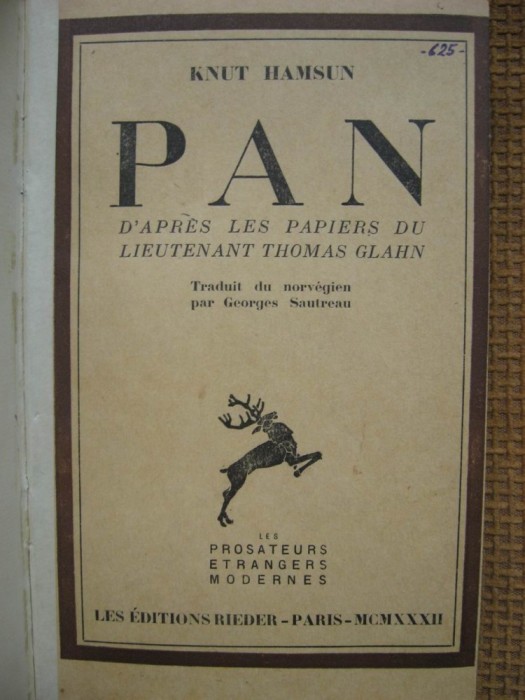 -625-
KNUT HAMSUN
PAN
D'APRÈS LES PAPIERS DU
LIEUTENANT THOMAS GLAHN
Traduit du norvégien
par Georges Sautreau
LES
PROSATEURS
ETRANGERS
MODERNES
LES ÉDITIONS RIEDER-PARIS-MCMXXXII